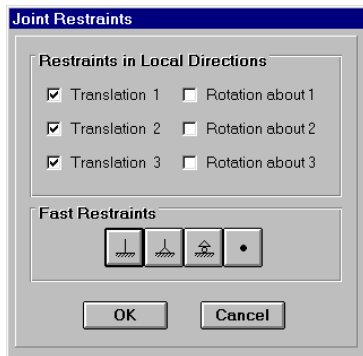 Joint Restraints
Restraints in Local Directions
Translation 1 Rotation about 1
Translation 2 Rotation about 2
Translation 3 Rotation about 3
Fast Restraints
OK Cancel